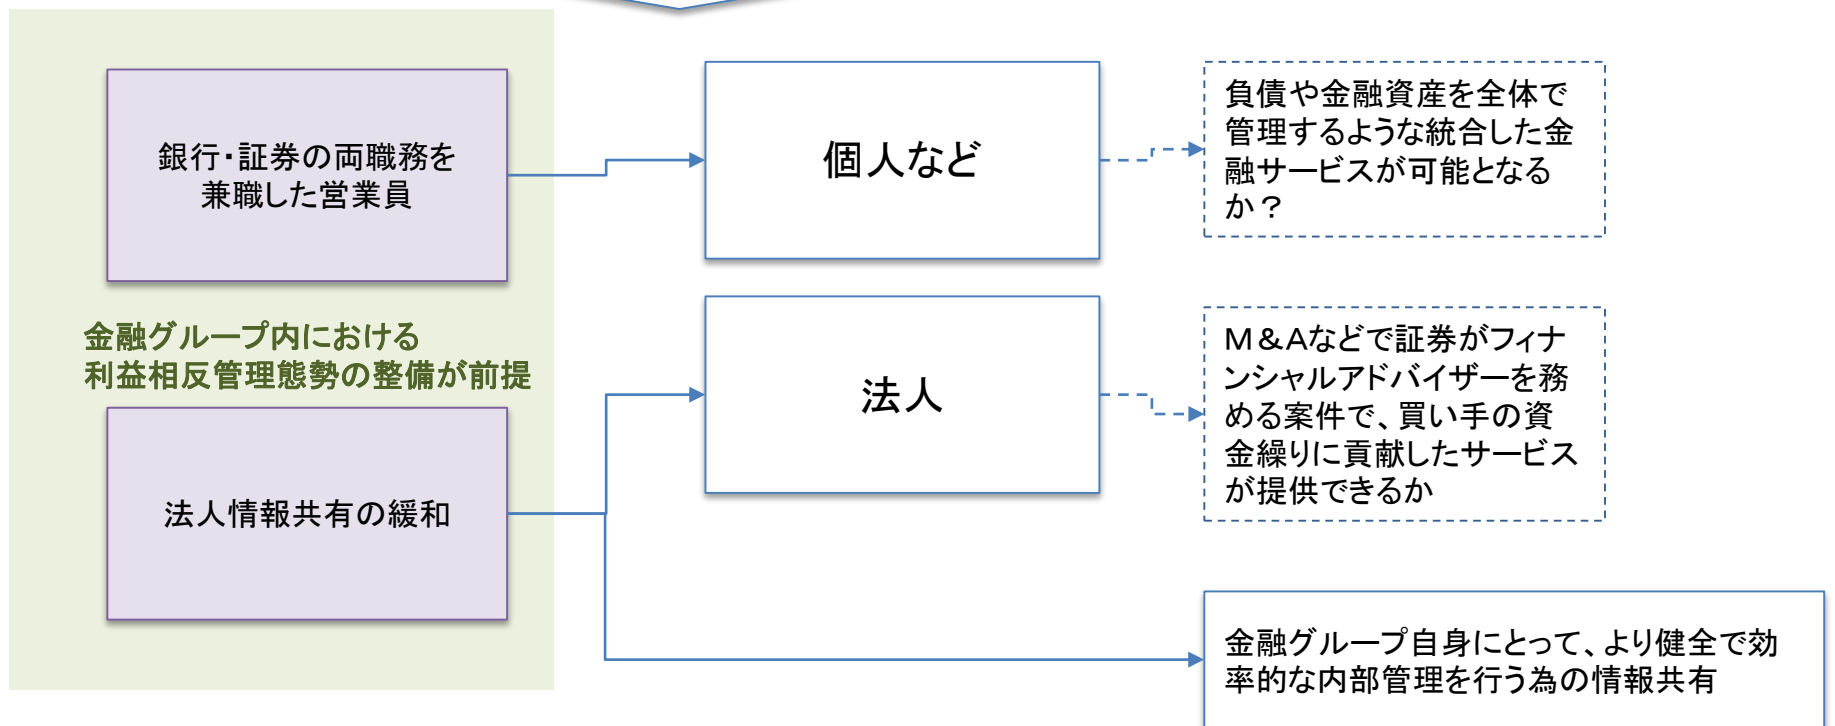 銀行・証券の両職務を
兼職した営業員
個人など
負債や金融資産を全体で
管理するような統合した金
融サービスが可能となる
か？
金融グループ内における
利益相反管理態勢の整備が前提
法人情報共有の緩和
法人
Ｍ＆Ａなどで証券がフィナ
ンシャルアドバイザーを務
める案件で、買い手の資
金繰りに貢献したサービス
が提供できるか
金融グループ自身にとって、より健全で効
率的な内部管理を行う為の情報共有